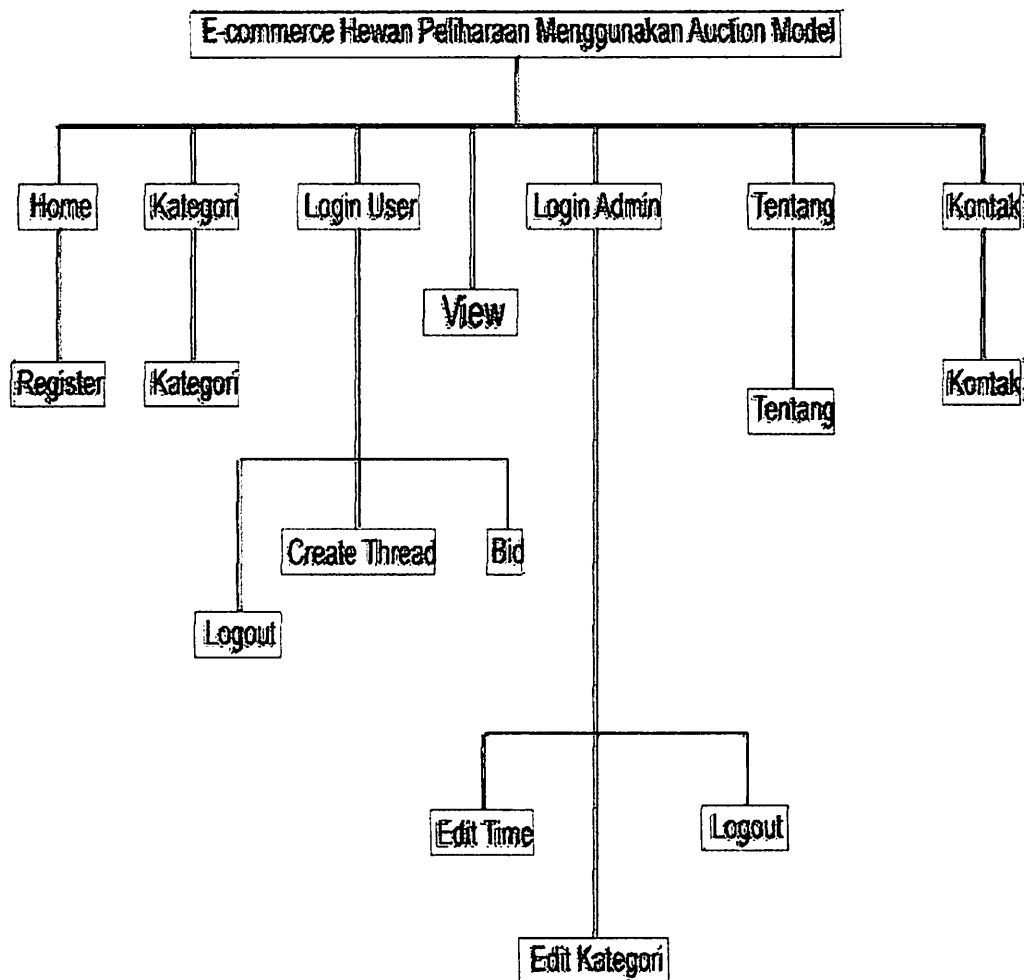 E-commerce Hewan Peliharaan Menggunakan Auction Model
Home
Kategori
Login User
Login Admin
Tentang
Kontak
View
Register
Kategori
Tentang
Kontak
Create Thread
Bid
Logout
Edit Time
Logout
Edit Kategori